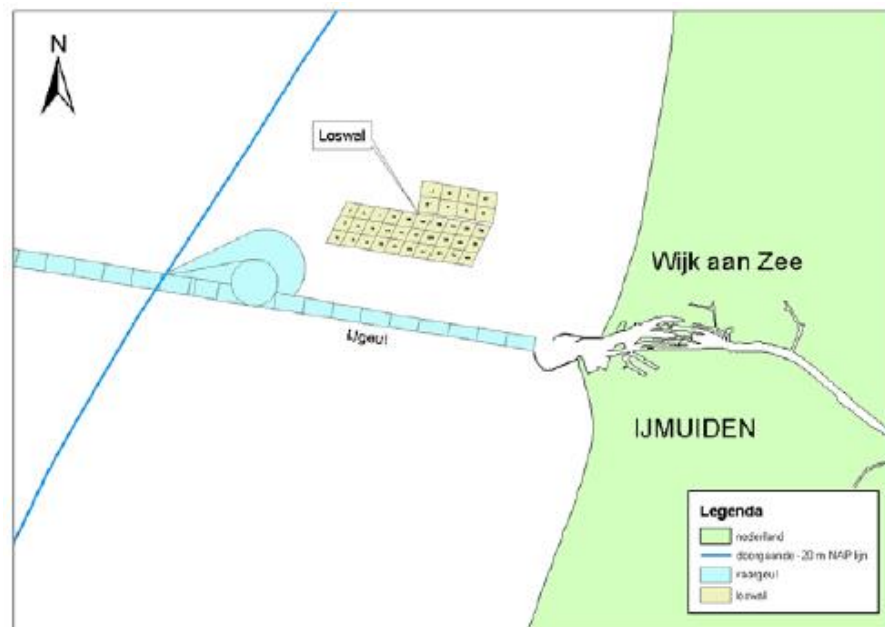 N
Loswal
Wijk aan Zee
IJgeul
IJMUIDEN
Legenda
nederland
doorgaande -20 m NAP lijn
vaargeul
loswal